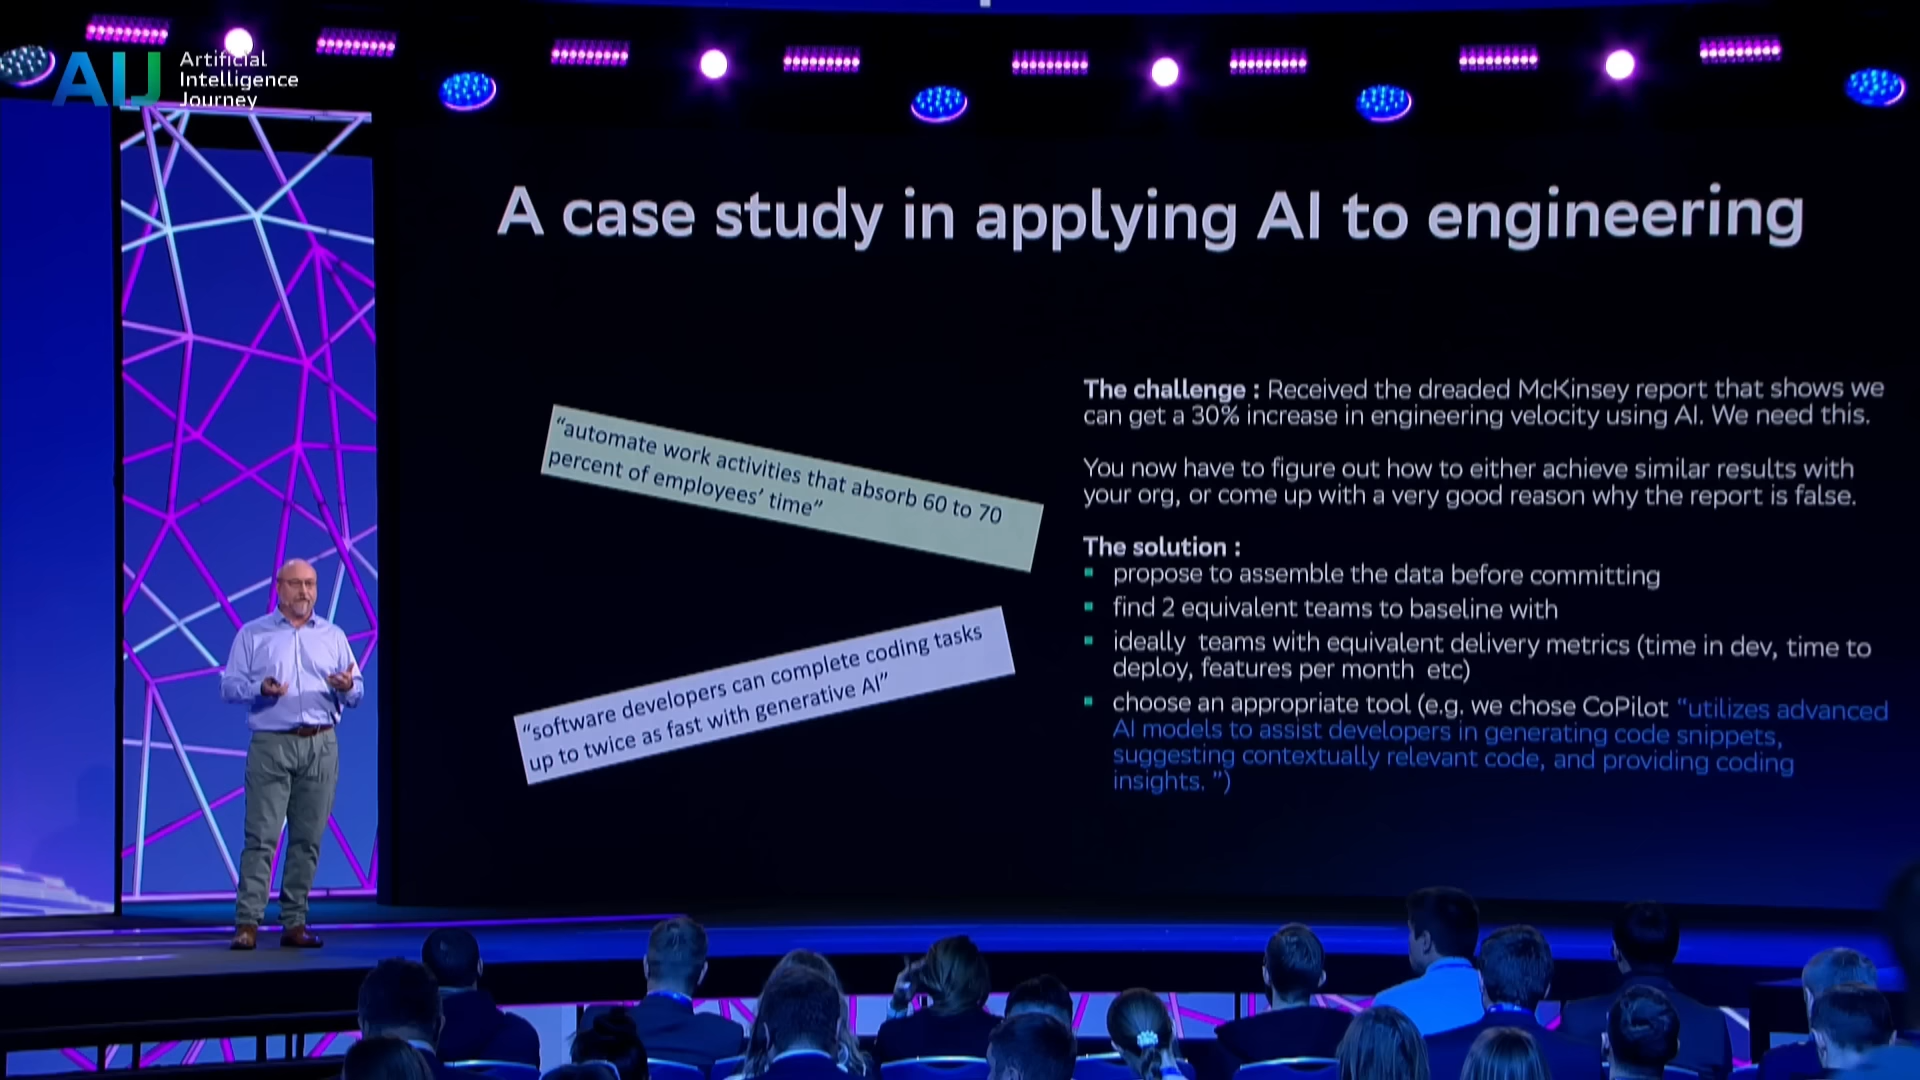 AIJ
Artificial
Intelligence
Journey
A case study in applying AI to engineering
“automate work activities that absorb 60 to 70
percent of employees’ time”
“software developers can complete coding tasks
up to twice as fast with generative AI”
The challenge : Received the dreaded McKinsey report that shows we
can get a 30% increase in engineering velocity using AI. We need this.
You now have to figure out how to either achieve similar results with
your org, or come up with a very good reason why the report is false.
The solution :
propose to assemble the data before committing
find 2 equivalent teams to baseline with
ideally teams with equivalent delivery metrics (time in dev, time to
deploy, features per month etc)
choose an appropriate tool (e.g. we chose CoPilot “utilizes advanced
AI models to assist developers in generating code snippets,
suggesting contextually relevant code, and providing coding
insights. ”)